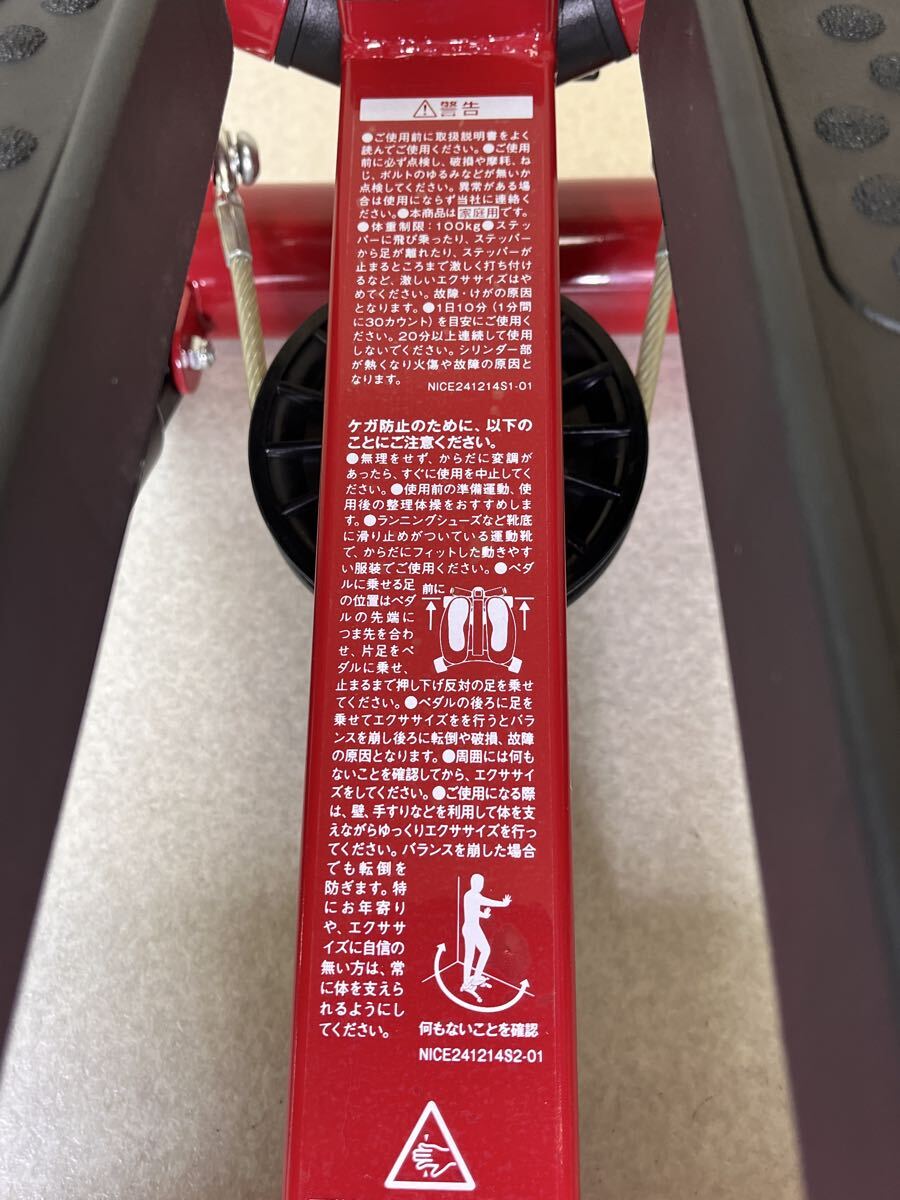 ⚠警告
●ご使用前に取扱説明書をよく
読んでご使用ください。●ご使用
前に必ず点検し、破損や摩耗、ね
じ、ボルトのゆるみなどが無いか
点検してください。異常がある場
合は使用にならず当社に連絡く
ださい。●本商品は家庭用です。
●体重制限:100kg●ステッ
パーに飛び乗ったり、ステッパー
から足が離れたり、ステッパーが
止まるところまで激しく打ち付け
るなど、激しいエクササイズはや
めてください。故障・けがの原因
となります。●1日10分(1分間
に30カウント)を目安にご使用く
ださい。20分以上連続して使用
しないでください。シリンダー部
が熱くなり火傷や故障の原因と
なります。
NICE241214S1-01
ケガ防止のために、以下の
ことにご注意ください。
●無理をせず、からだに変調が
あったら、すぐに使用を中止してく
ださい。●使用前の準備運動、使
用後の整理体操をおすすめしま
す。●ランニングシューズなど靴底
に滑り止めがついている運動靴
で、からだにフィットした動きやす
い服装でご使用ください。●ペダ
ルに乗せる足
の位置はペダ
ルの先端に
つま先を合わ
せ、片足をペ
ダルに乗せ、
前に
止まるまで押し下げ反対の足を乗せ
てください。●ペダルの後ろに足を
乗せてエクササイズをを行うとバラ
ンスを崩し後ろに転倒や破損、故障
の原因となります。●周囲には何も
ないことを確認してから、エクササイ
ズをしてください。●ご使用になる際
は、壁、手すりなどを利用して体を支
えながらゆっくりエクササイズを行っ
てください。バランスを崩した場合
でも転倒を
防ぎます。特
にお年寄り
や、エクササ
イズに自信の
無い方は、常
に体を支えら
れるようにし
てください。
何もないことを確認
NICE241214S2-01